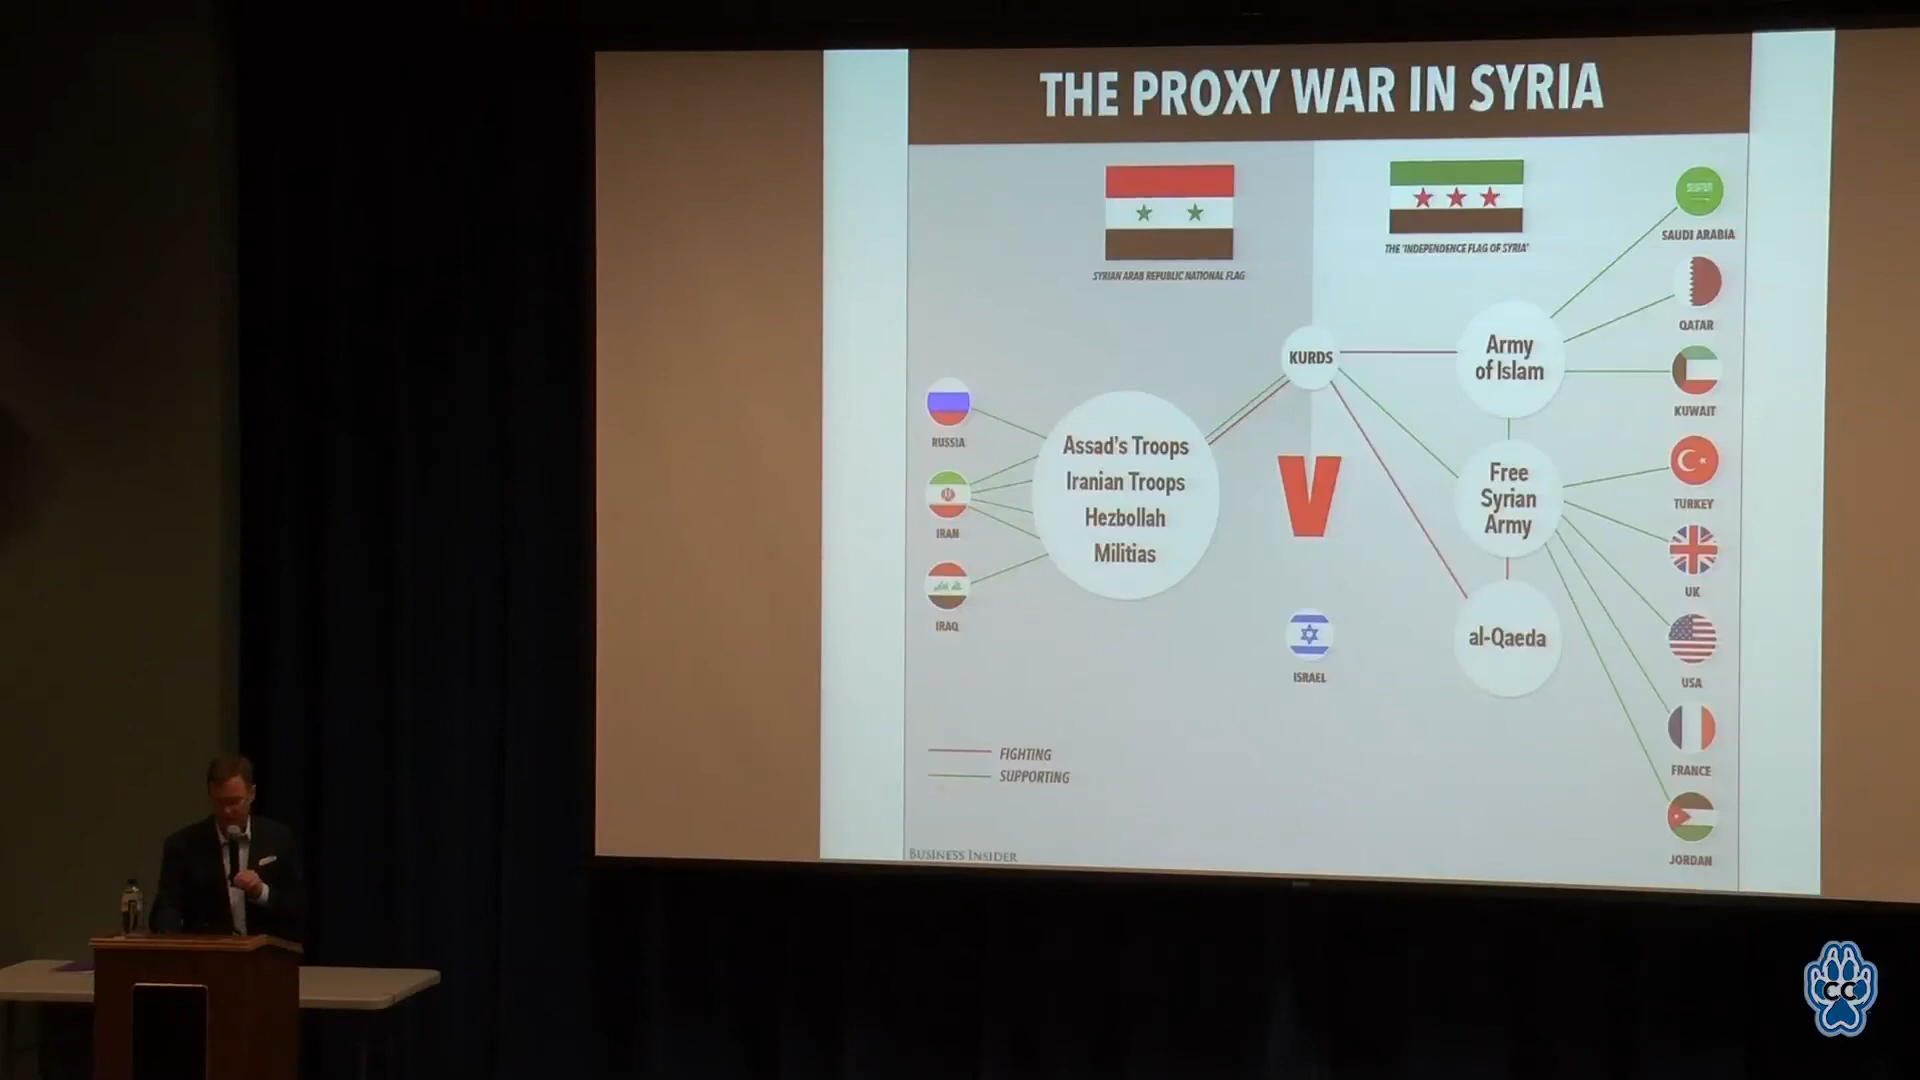 THE PROXY WAR IN SYRIA
SYRIAN ARAB REPUBLIC NATIONAL FLAG
THE 'INDEPENDENCE FLAG OF SYRIA'
SAUDI ARABIA
QATAR
KURDS
Army
of Islam
KUWAIT
RUSSIA
Assad's Troops
Iranian Troops
Hezbollah
Militias
V
Free
Syrian
Army
TURKEY
IRAN
UK
IRAQ
ISRAEL
al-Qaeda
USA
FIGHTING
SUPPORTING
FRANCE
JORDAN
BUSINESS INSIDER
CC